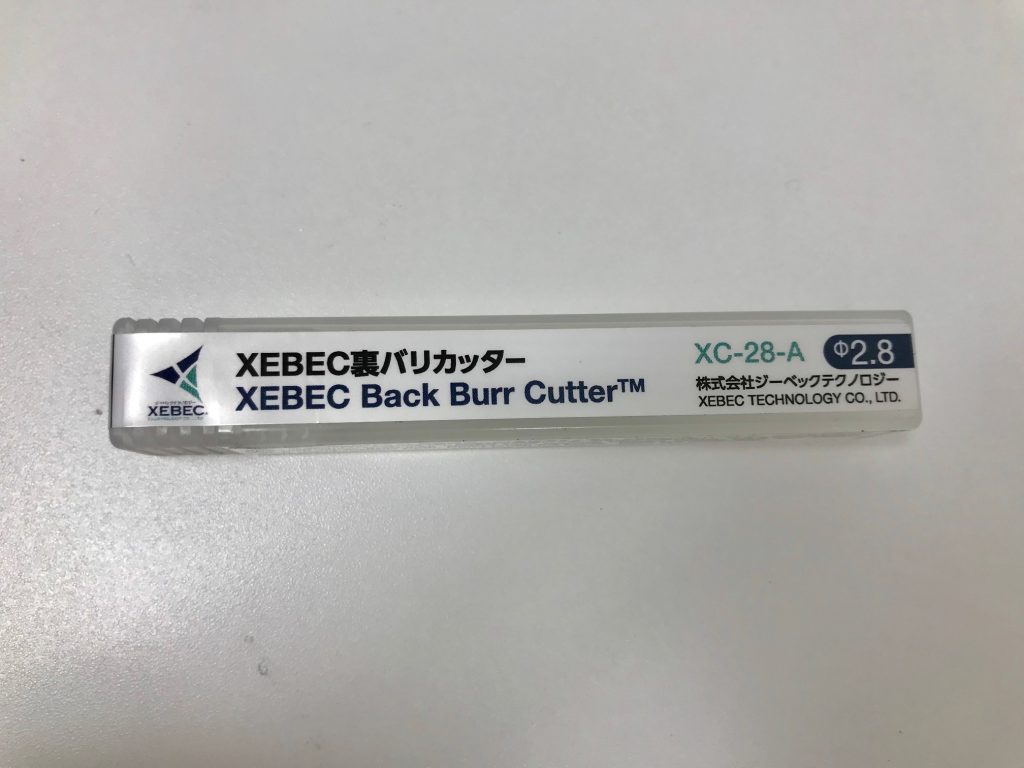 XEBEC裏バリカッター
XEBEC Back Burr Cutter™
XC-28-A Φ2.8
株式会社ジーベックテクノロジー
XEBEC TECHNOLOGY CO., LTD.
XEBEC